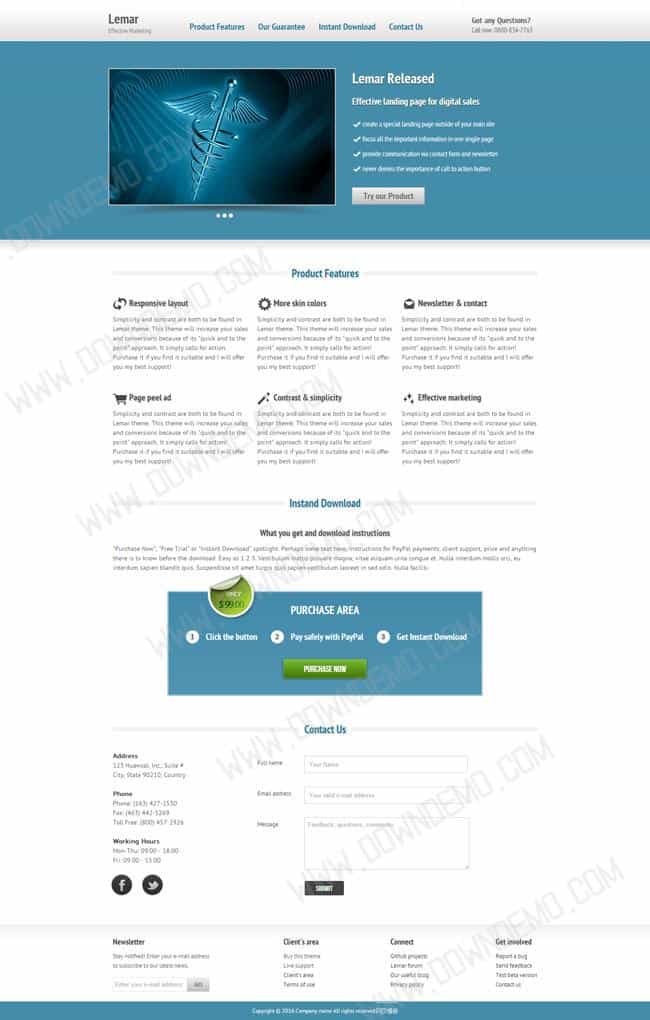 Lemar
Effective Marketing
Product Features Our Guarantee Instant Download Contact Us
Got any Questions?
Call now: 0800-834-7763
Lemar Released
Effective landing page for digital sales
create a special landing page outside of your main site
focus all the important information in one single page
provide communication via contact form and newsletter
never demiss the importance of call to action button
Try our Product
Product Features
Responsive layout
Simplicity and contrast are both to be found in
Lemar theme. This theme will increase your sales
and conversions because of its "quick and to the
point" approach. It simply calls for action!
Purchase it if you find it suitable and I will offer
you my best support!
More skin colors
Simplicity and contrast are both to be found in
Lemar theme. This theme will increase your sales
and conversions because of its "quick and to the
point" approach. It simply calls for action!
Purchase it if you find it suitable and I will offer
you my best support!
Newsletter & contact
Simplicity and contrast are both to be found in
Lemar theme. This theme will increase your sales
and conversions because of its "quick and to the
point" approach. It simply calls for action!
Purchase it if you find it suitable and I will offer
you my best support!
Page peel ad
Simplicity and contrast are both to be found in
Lemar theme. This theme will increase your sales
and conversions because of its "quick and to the
point" approach. It simply calls for action!
Purchase it if you find it suitable and I will offer
you my best support!
Contrast & simplicity
Simplicity and contrast are both to be found in
Lemar theme. This theme will increase your sales
and conversions because of its "quick and to the
point" approach. It simply calls for action!
Purchase it if you find it suitable and I will offer
you my best support!
Effective marketing
Simplicity and contrast are both to be found in
Lemar theme. This theme will increase your sales
and conversions because of its "quick and to the
point" approach. It simply calls for action!
Purchase it if you find it suitable and I will offer
you my best support!
Instand Download
What you get and download instructions
"Purchase Now", "Free Trial" or "Instant Download" spotlight. Perhaps some text here, instructions for PayPal payments, client support, price and anything
there is to know before the download. Easy as 1 2 3. Vestibulum mattis posuere magna, vitae aliquam urna congue et. Nulla interdum mollis orci, eu
interdum sapien blandit quis. Suspendisse sit amet turpis quis sapien vestibulum laoreet in sed odio. Nulla facilisi.
ONLY
$ 99.00
PURCHASE AREA
1 Click the button 2 Pay safely with PayPal 3 Get Instant Download
PURCHASE NOW
Contact Us
Address
123 Huawnoi, Inc., Suite #
City, State 90210, Country
Phone
Phone: (163) 427-1530
Fax: (463) 442-5269
Toll Free: (800) 457-2926
Working Hours
Mon-Thu: 09:00 - 18:00
Fri: 09:00 - 13:00
Full name
Your Name
Email address
Your valid e-mail address
Message
Feedback, questions, comments
SUBMIT
Newsletter
Stay notified! Enter your e-mail address
to subscribe to our latest news.
Enter your e-mail address GO
Client's area
Buy this theme
Live support
Client's area
Terms of use
Connect
Github projects
Lemar forum
Our useful blog
Privacy policy
Get involved
Report a bug
Send feedback
Test beta version
Contact us
Copyright © 2016.Company name All rights reserved.
WWW.DOWNDEMO.COM
WWW.DOWNDEMO.COM
WWW.DOWNDEMO.COM
WWW.DOWNDEMO.COM
WWW.DOWNDEMO.COM
WWW.DOWNDEMO.COM